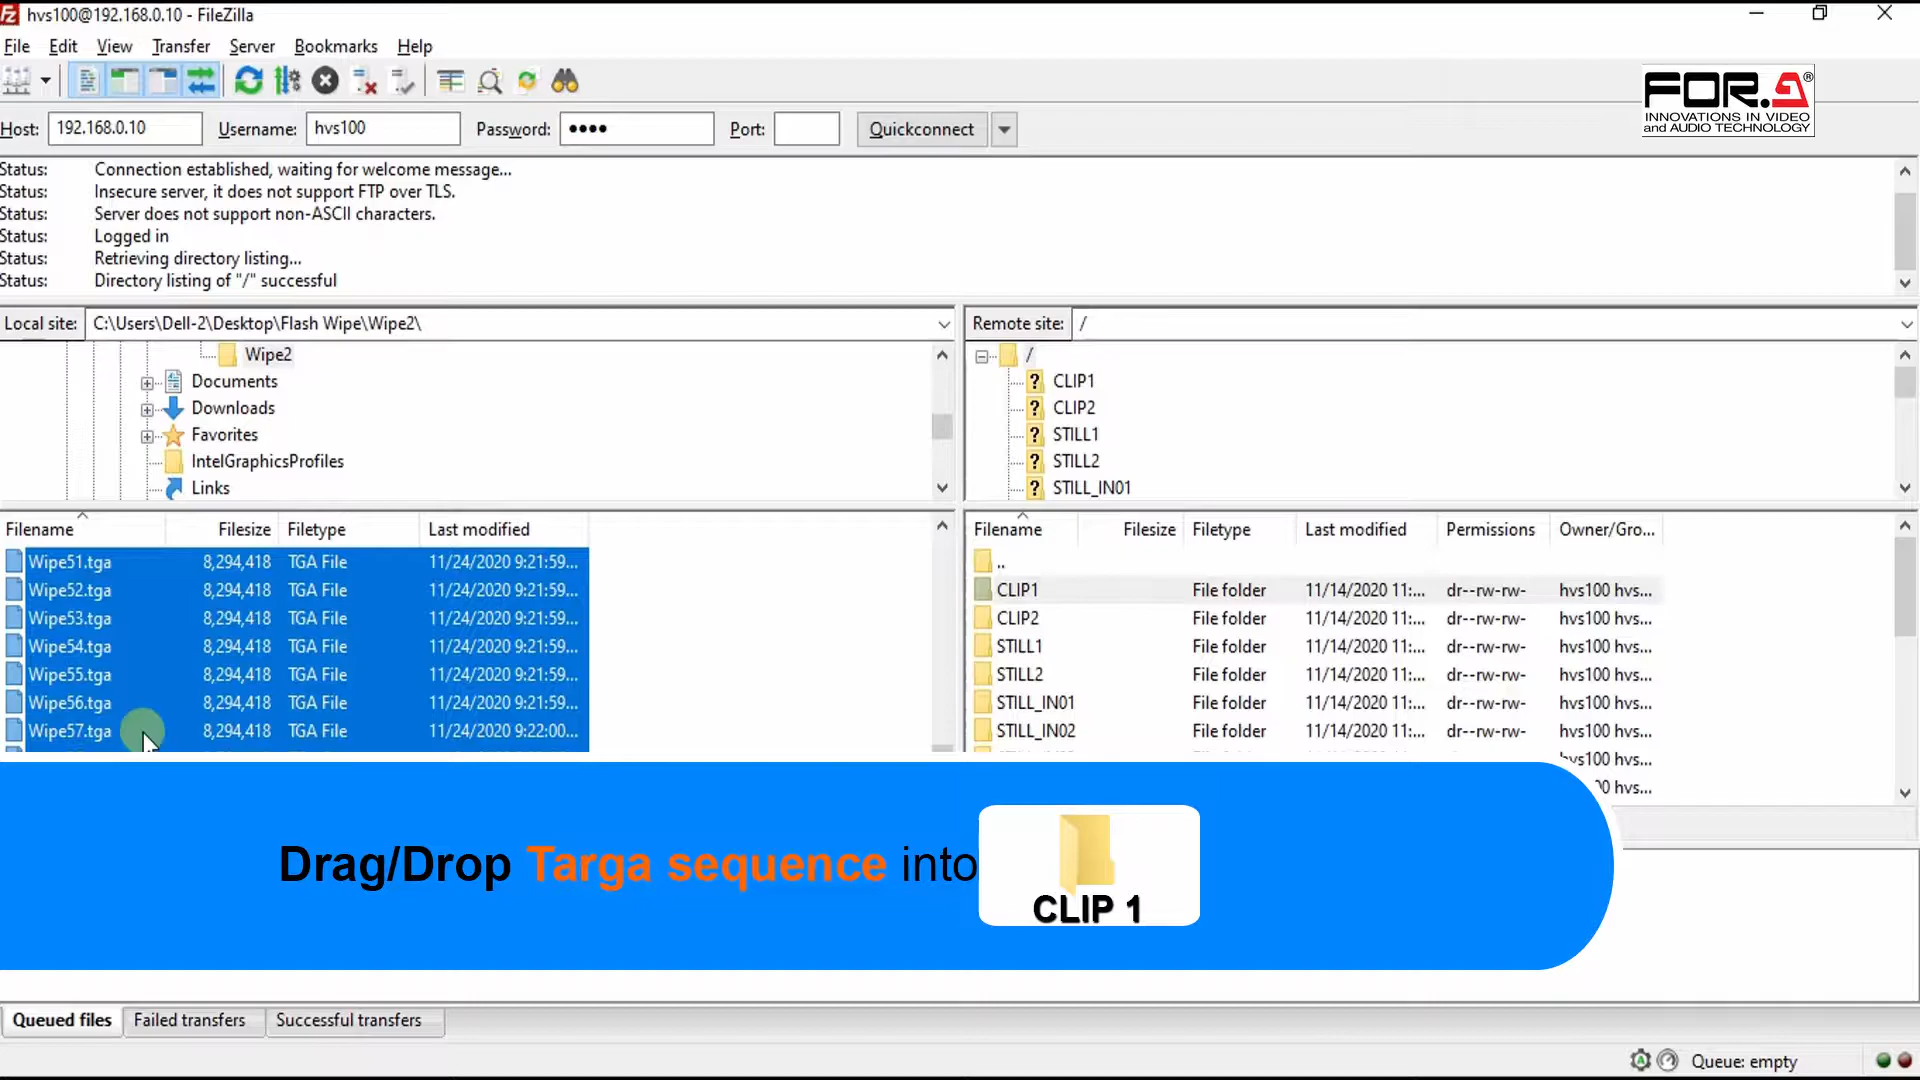 hvs100@192.168.0.10 - FileZilla
File Edit View Transfer Server Bookmarks Help
FOR.A®
INNOVATIONS IN VIDEO
and AUDIO TECHNOLOGY
Host: 192.168.0.10 Username: hvs100 Password: ●●●● Port: Quickconnect
Status: Connection established, waiting for welcome message...
Status: Insecure server, it does not support FTP over TLS.
Status: Server does not support non-ASCII characters.
Status: Logged in
Status: Retrieving directory listing...
Status: Directory listing of "/" successful
Local site: C:\Users\Dell-2\Desktop\Flash Wipe\Wipe2\
Wipe2
Documents
Downloads
Favorites
IntelGraphicsProfiles
Links
Remote site: /
/
CLIP1
CLIP2
STILL1
STILL2
STILL_IN01
Filename Filesize Filetype Last modified
Wipe51.tga 8,294,418 TGA File 11/24/2020 9:21:59...
Wipe52.tga 8,294,418 TGA File 11/24/2020 9:21:59...
Wipe53.tga 8,294,418 TGA File 11/24/2020 9:21:59...
Wipe54.tga 8,294,418 TGA File 11/24/2020 9:21:59...
Wipe55.tga 8,294,418 TGA File 11/24/2020 9:21:59...
Wipe56.tga 8,294,418 TGA File 11/24/2020 9:21:59...
Wipe57.tga 8,294,418 TGA File 11/24/2020 9:22:00...
Filename Filesize Filetype Last modified Permissions Owner/Gro...
..
CLIP1 File folder 11/14/2020 11:... dr--rw-rw- hvs100 hvs...
CLIP2 File folder 11/14/2020 11:... dr--rw-rw- hvs100 hvs...
STILL1 File folder 11/14/2020 11:... dr--rw-rw- hvs100 hvs...
STILL2 File folder 11/14/2020 11:... dr--rw-rw- hvs100 hvs...
STILL_IN01 File folder 11/14/2020 11:... dr--rw-rw- hvs100 hvs...
STILL_IN02 File folder 11/14/2020 11:... dr--rw-rw- hvs100 hvs...
hvs...
hvs...
Drag/Drop Targa sequence into
CLIP 1
Queued files Failed transfers Successful transfers
Queue: empty